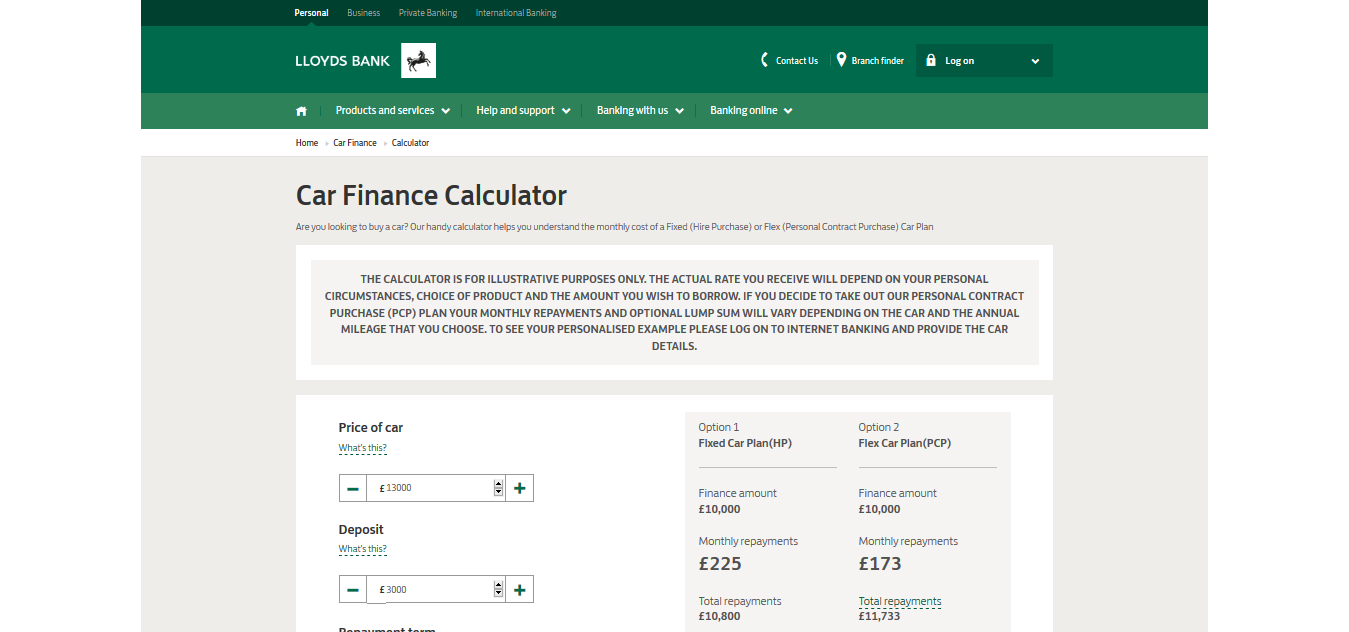 Personal Business Private Banking International Banking
LLOYDS BANK
Contact Us Branch finder Log on
Products and services Help and support Banking with us Banking online
Home Car Finance Calculator
Car Finance Calculator
Are you looking to buy a car? Our handy calculator helps you understand the monthly cost of a Fixed (Hire Purchase) or Flex (Personal Contract Purchase) Car Plan
THE CALCULATOR IS FOR ILLUSTRATIVE PURPOSES ONLY. THE ACTUAL RATE YOU RECEIVE WILL DEPEND ON YOUR PERSONAL
CIRCUMSTANCES, CHOICE OF PRODUCT AND THE AMOUNT YOU WISH TO BORROW. IF YOU DECIDE TO TAKE OUT OUR PERSONAL CONTRACT
PURCHASE (PCP) PLAN YOUR MONTHLY REPAYMENTS AND OPTIONAL LUMP SUM WILL VARY DEPENDING ON THE CAR AND THE ANNUAL
MILEAGE THAT YOU CHOOSE. TO SEE YOUR PERSONALISED EXAMPLE PLEASE LOG ON TO INTERNET BANKING AND PROVIDE THE CAR
DETAILS.
Price of car
What's this?
£ 13000
Deposit
What's this?
£ 3000
Repayment term
Option 1
Fixed Car Plan(HP)
Finance amount
£10,000
Monthly repayments
£225
Total repayments
£10,800
Option 2
Flex Car Plan(PCP)
Finance amount
£10,000
Monthly repayments
£173
Total repayments
£11,733